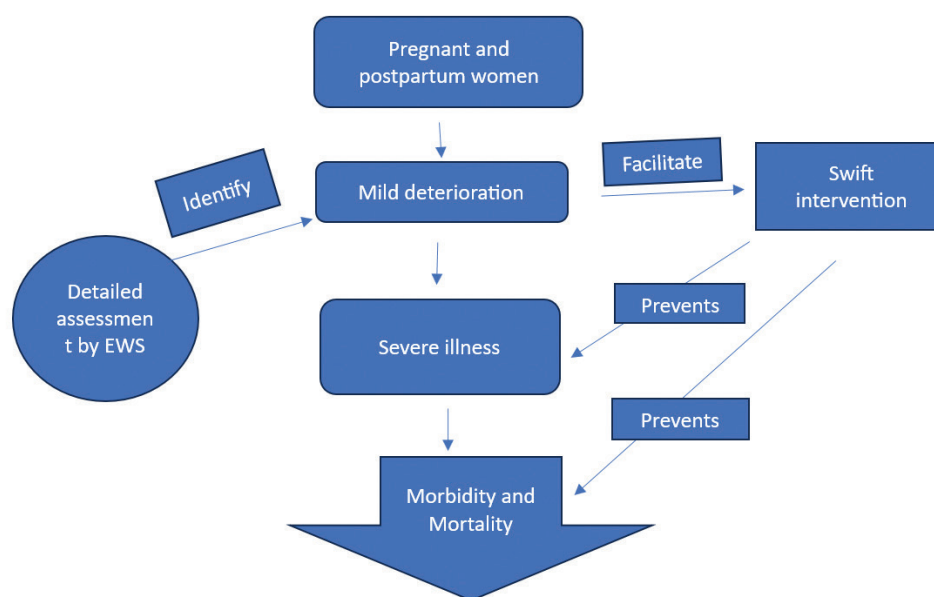 Pregnant and
postpartum women
Facilitate
Swift
intervention
Identify
Mild deterioration
Detailed
assessmen
t by EWS
Prevents
Severe illness
Prevents
Morbidity and
Mortality